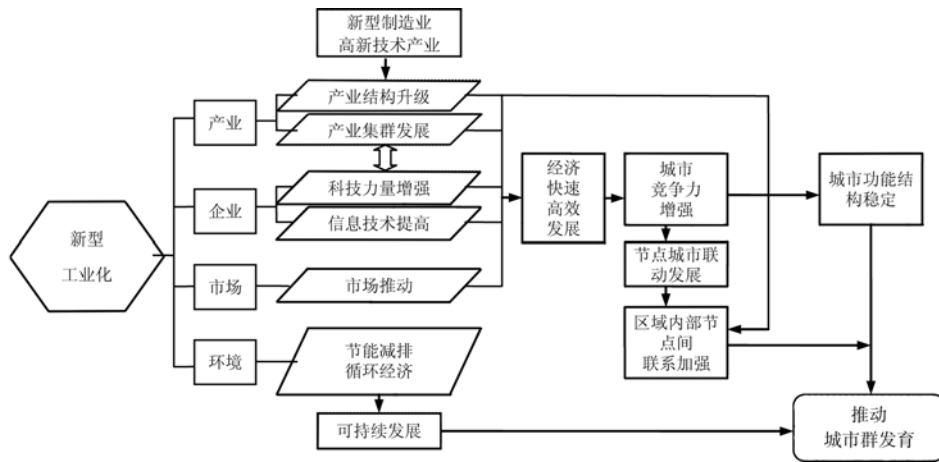 新型制造业
高新技术产业
产业结构升级
产业
产业集群发展
科技力量增强
企业
信息技术提高
新型
工业化
市场
市场推动
环境
节能减排
循环经济
可持续发展
经济
快速
高效
发展
城市
竞争力
增强
节点城市联
动发展
区域内部节
点间
联系加强
城市功能结
构稳定
推动
城市群发育